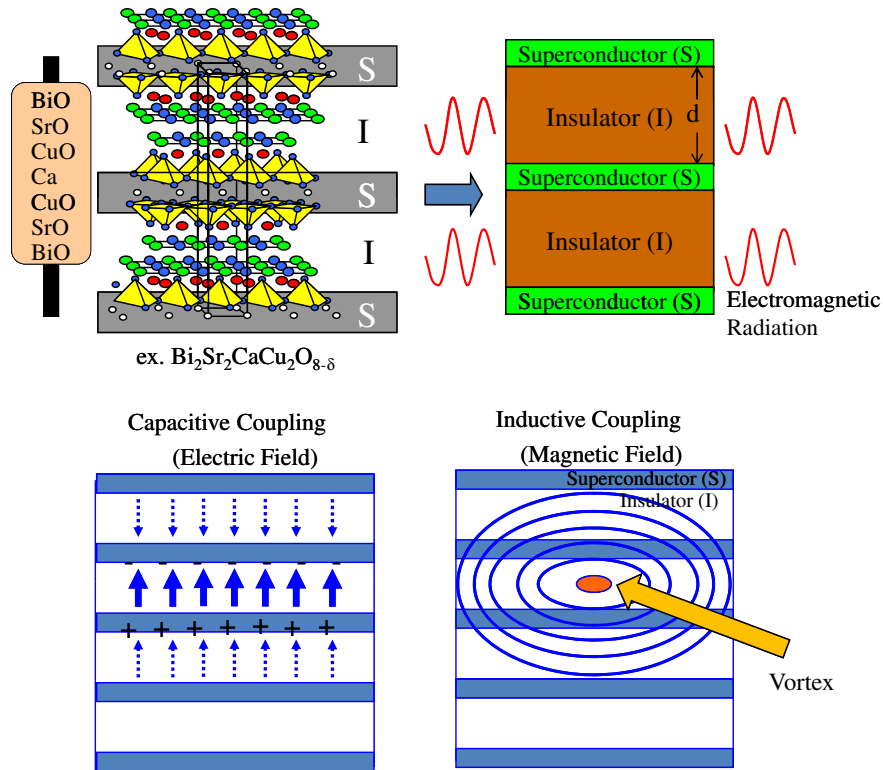 BiO
SrO
CuO
Ca
CuO
SrO
BiO
S
I
S
I
S
ex. Bi₂Sr₂CaCu₂O₈₋δ
Superconductor (S)
Insulator (I) d
Superconductor (S)
Insulator (I)
Superconductor (S)
Electromagnetic
Radiation
Capacitive Coupling
(Electric Field)
- - - - - - -
+ + + + + + +
Inductive Coupling
(Magnetic Field)
Superconductor (S)
Insulator (I)
Vortex